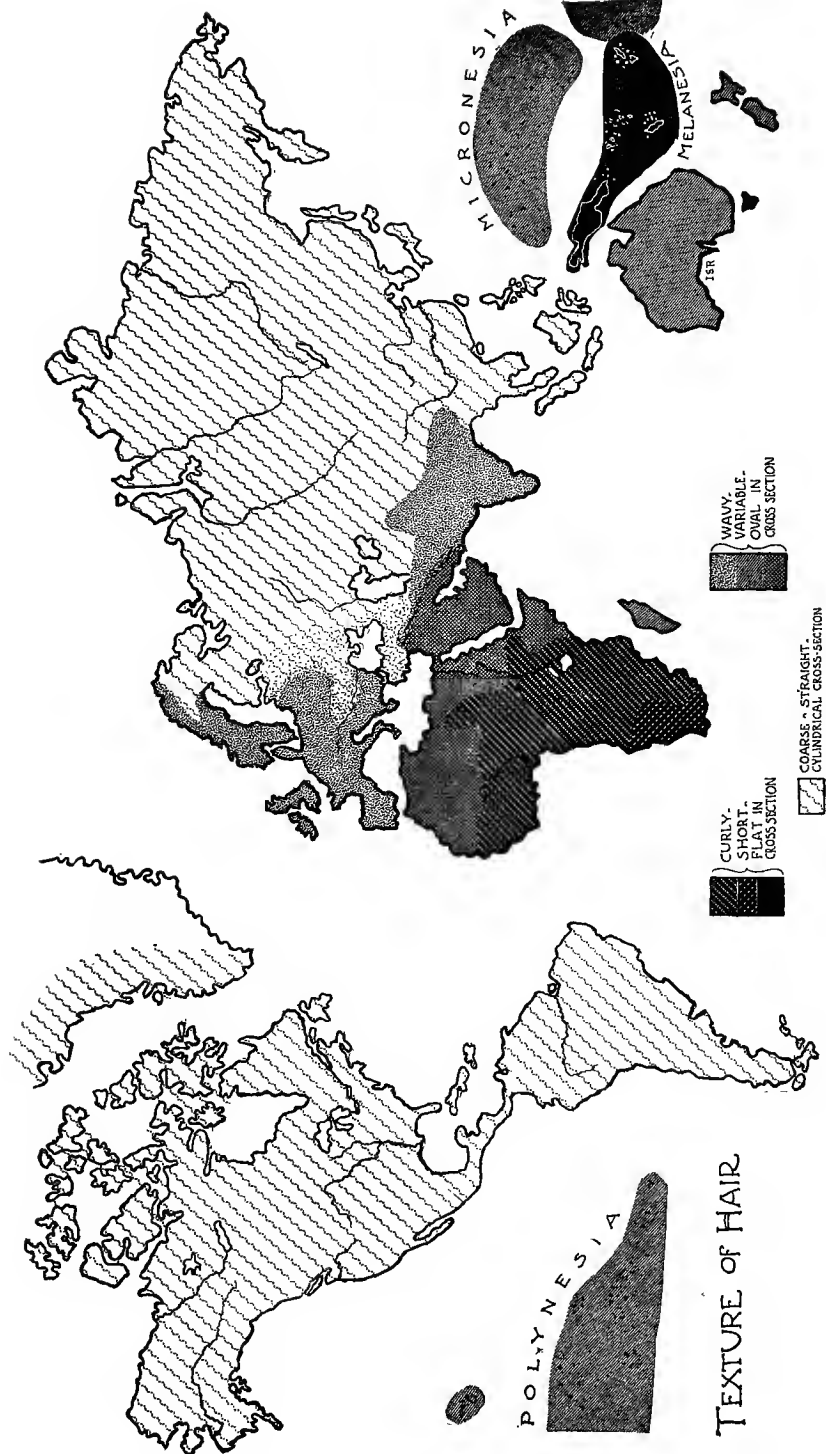 MICRONESIA
MELANESIA
ISR
POLYNESIA
TEXTURE OF HAIR
CURLY-
SHORT-
FLAT IN
CROSS SECTION
COARSE - STRAIGHT -
CYLINDRICAL CROSS-SECTION
WAVY-
VARIABLE-
OVAL IN
CROSS SECTION